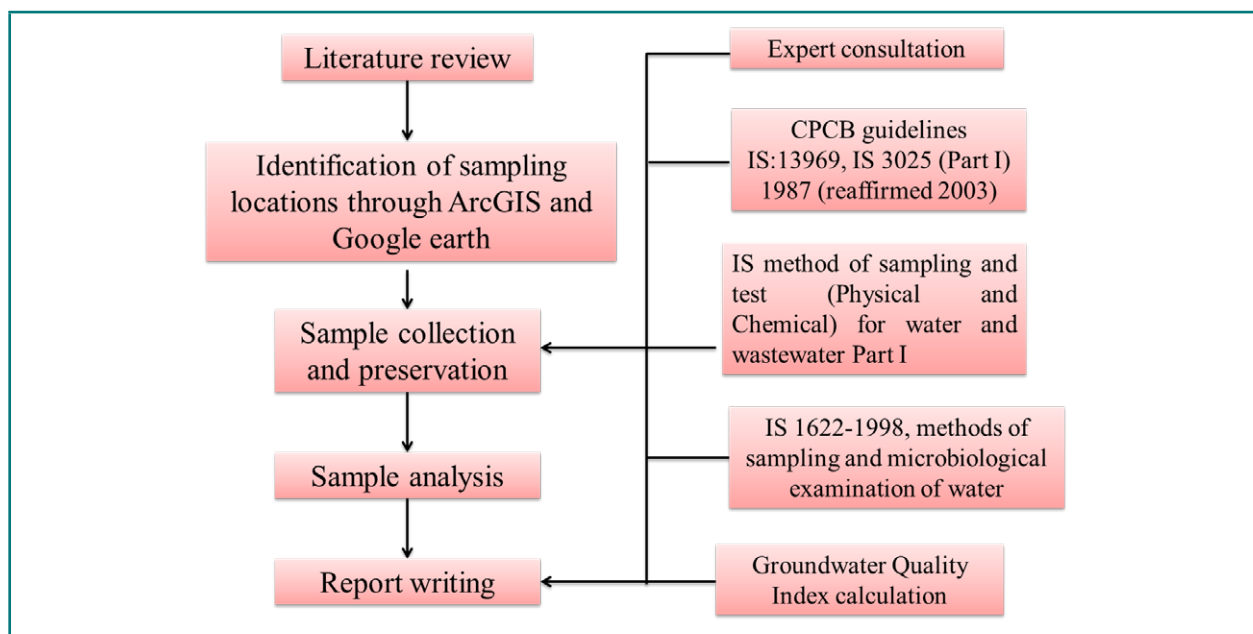 Literature review
Identification of sampling
locations through ArcGIS and
Google earth
Sample collection
and preservation
Sample analysis
Report writing
Expert consultation
CPCB guidelines
IS:13969, IS 3025 (Part I)
1987 (reaffirmed 2003)
IS method of sampling and
test (Physical and
Chemical) for water and
wastewater Part I
IS 1622-1998, methods of
sampling and microbiological
examination of water
Groundwater Quality
Index calculation